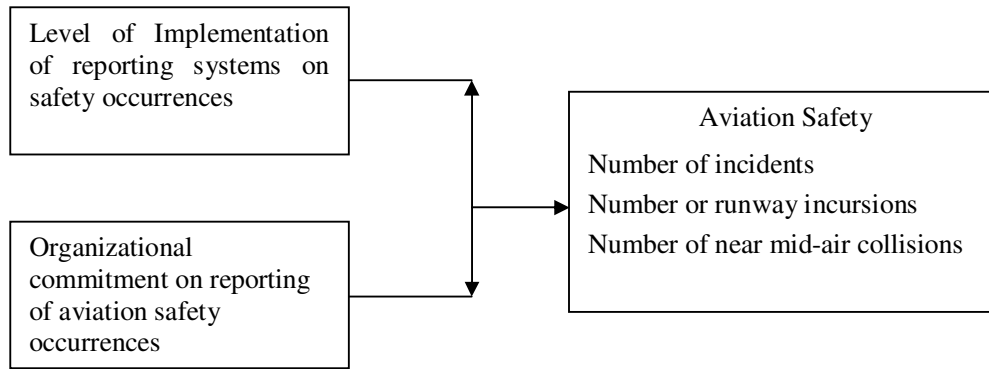 Level of Implementation
of reporting systems on
safety occurrences
Organizational
commitment on reporting
of aviation safety
occurrences
Aviation Safety
Number of incidents
Number or runway incursions
Number of near mid-air collisions